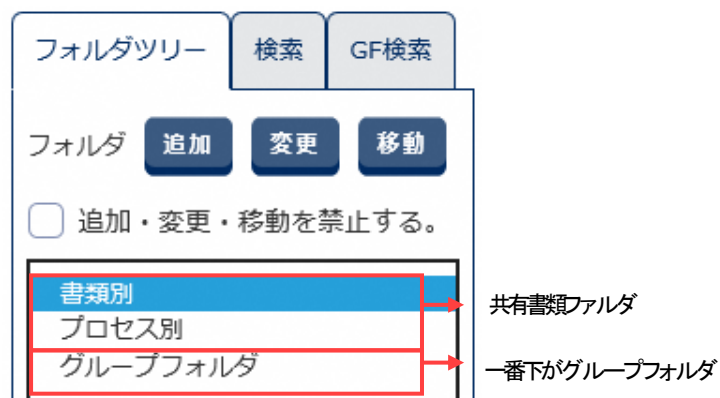 フォルダツリー 検索 GF検索
フォルダ 追加 変更 移動
追加・変更・移動を禁止する。
書類別
プロセス別
グループフォルダ
共有書類ファルダ
一番下がグループフォルダ